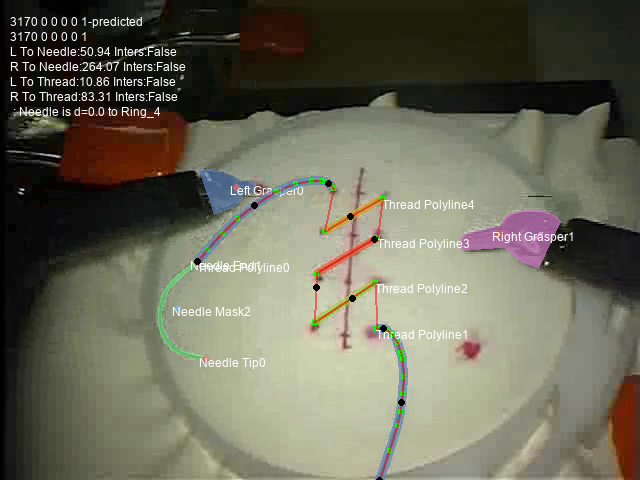 3170 0 0 0 0 1-predicted
3170 0 0 0 0 1
L To Needle:50.94 Inters:False
R To Needle:264.07 Inters:False
L To Thread:10.86 Inters:False
R To Thread:83.31 Inters:False
: Needle is d=0.0 to Ring_4
Left Grasper0
Thread Polyline4
Right Grasper1
Thread Polyline3
Needle End1
Thread Polyline0
Thread Polyline2
Needle Mask2
Thread Polyline1
Needle Tip0